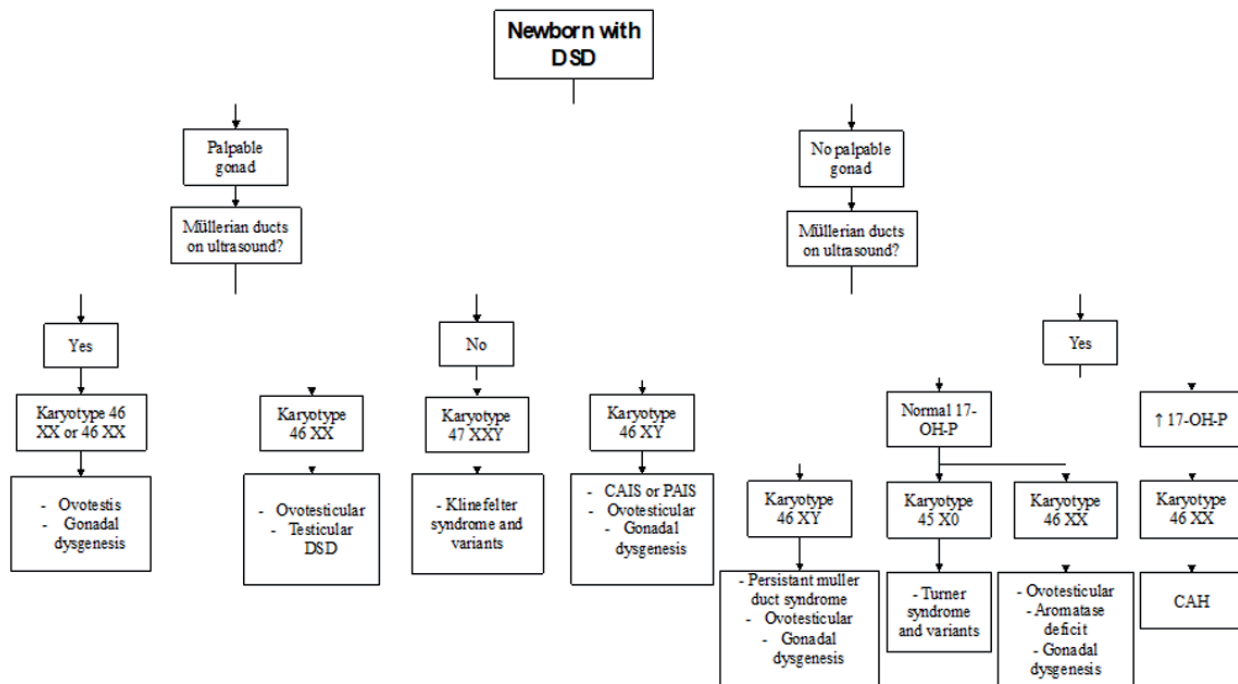 Newborn with
DSD
Palpable
gonad
No palpable
gonad
Müllerian ducts
on ultrasound?
Müllerian ducts
on ultrasound?
Yes
No
Yes
Karyotype 46
XX or 46 XX
Karyotype
46 XX
Karyotype
47 XXY
Karyotype
46 XY
Normal 17-
OH-P
↑ 17-OH-P
- Ovotestis
- Gonadal
dysgenesis
- Ovotesticular
- Testicular
DSD
- Klinefelter
syndrome and
variants
- CAIS or PAIS
- Ovotesticular
- Gonadal
dysgenesis
Karyotype
46 XY
Karyotype
45 X0
Karyotype
46 XX
Karyotype
46 XX
- Persistant muller
duct syndrome
- Ovotesticular
- Gonadal
dysgenesis
- Turner
syndrome
and variants
- Ovotesticular
- Aromatase
deficit
- Gonadal
dysgenesis
CAH